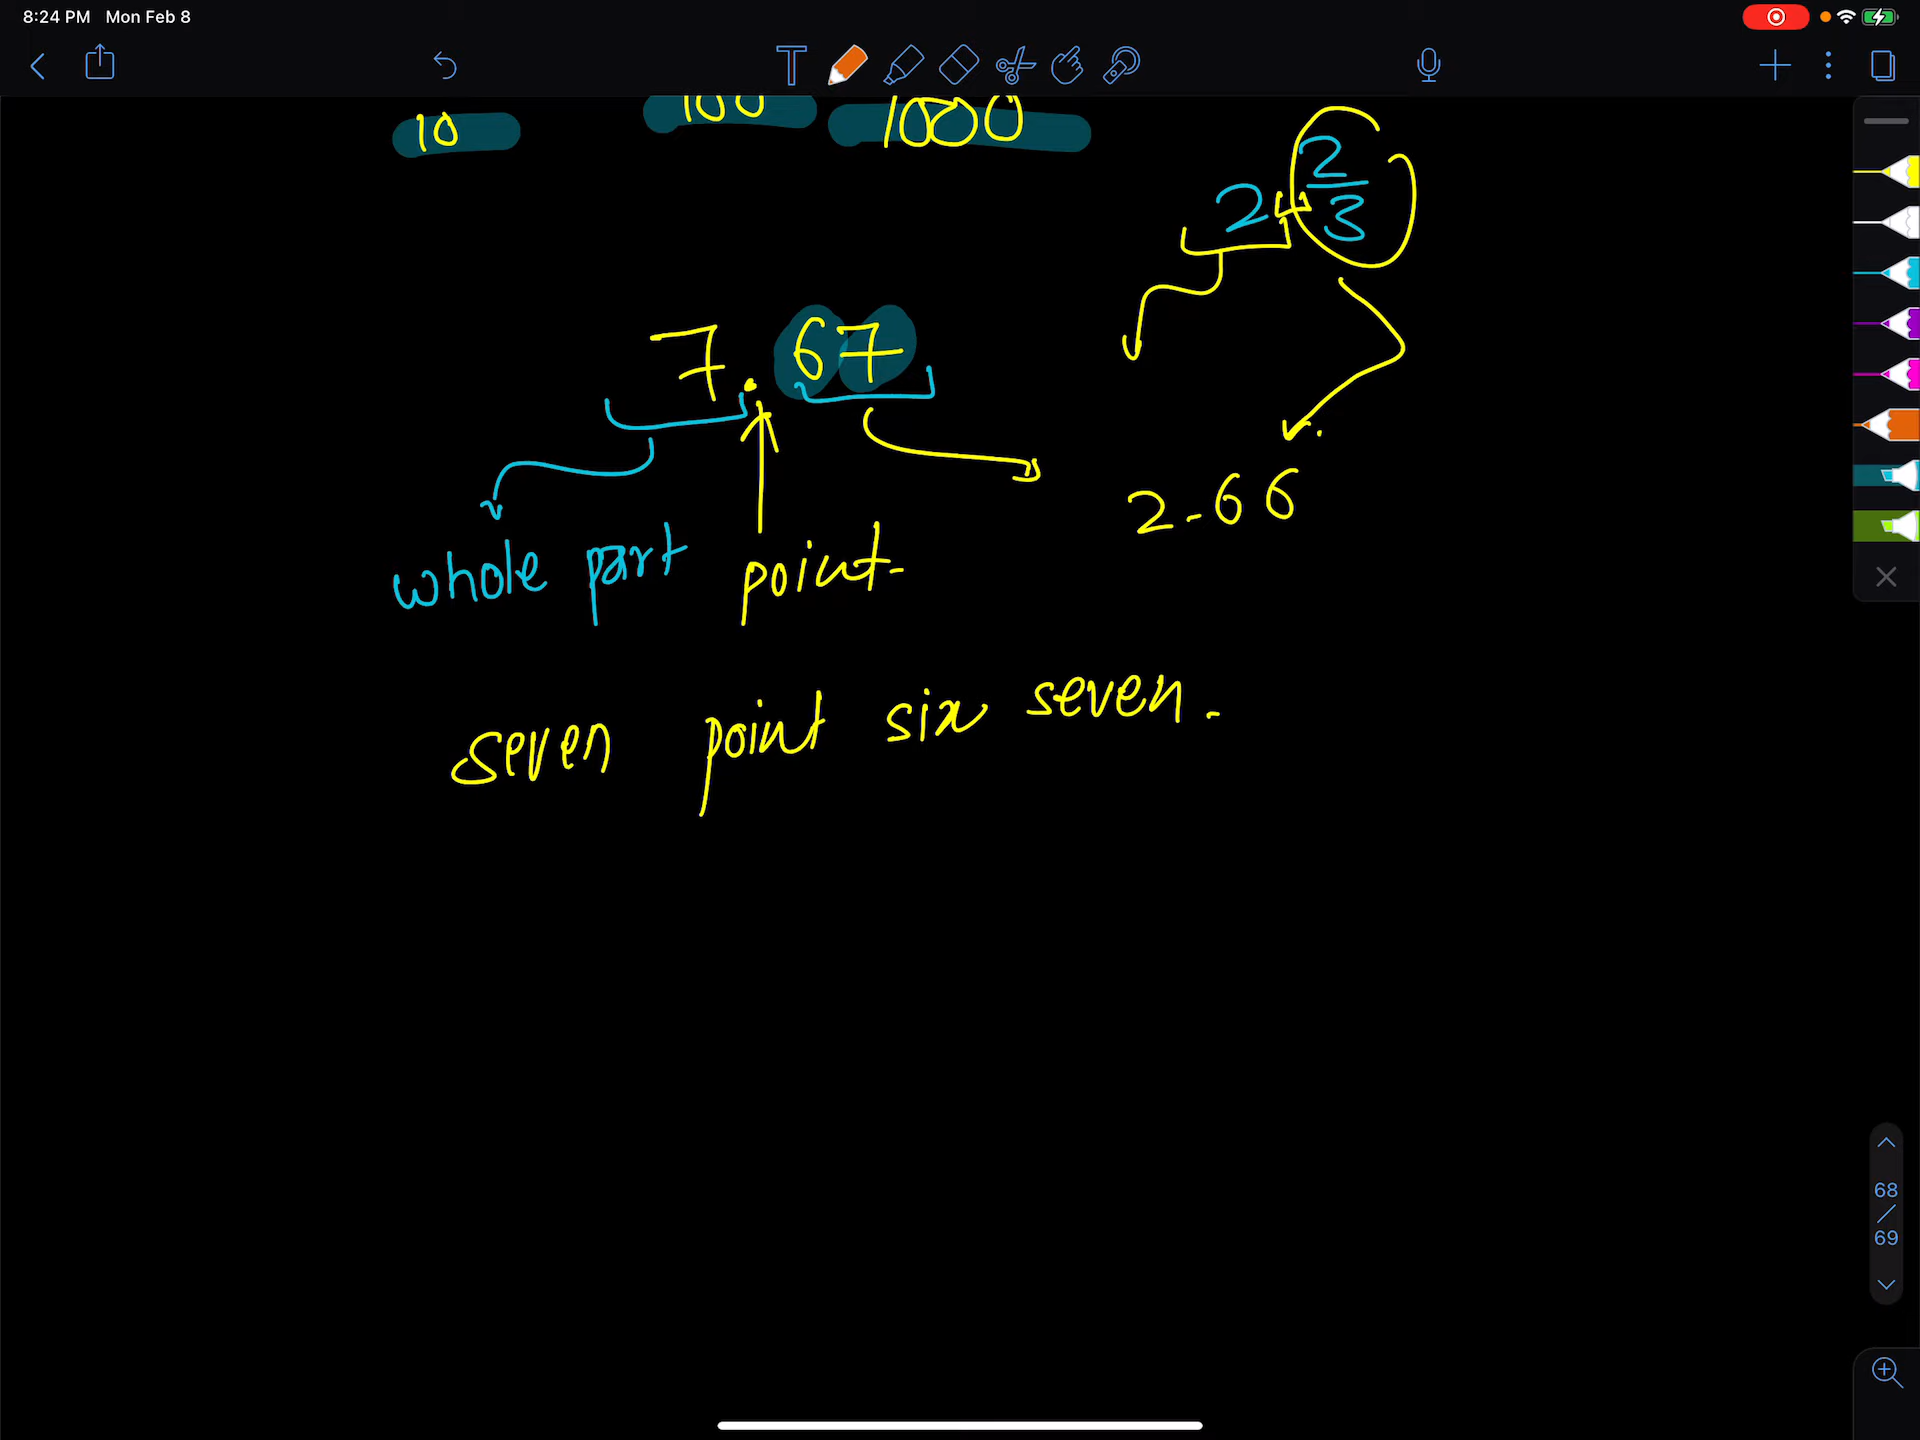 8:24 PM Mon Feb 8
T
10 100 1000
2 2/3
7.67
2.66
whole part point.
seven point six seven.
68
/
69